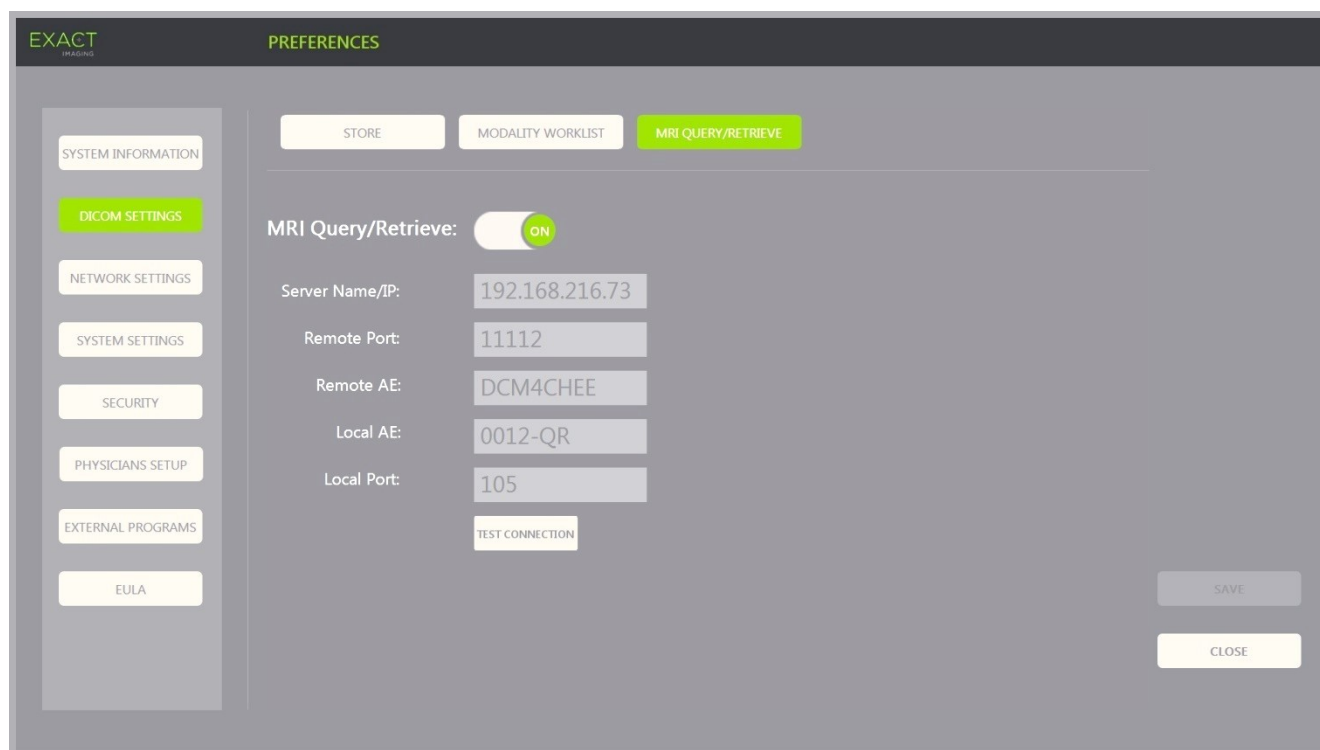 EXACT
IMAGING
PREFERENCES
SYSTEM INFORMATION
DICOM SETTINGS
NETWORK SETTINGS
SYSTEM SETTINGS
SECURITY
PHYSICIANS SETUP
EXTERNAL PROGRAMS
EULA
STORE
MODALITY WORKLIST
MRI QUERY/RETRIEVE
MRI Query/Retrieve: ON
Server Name/IP: 192.168.216.73
Remote Port: 11112
Remote AE: DCM4CHEE
Local AE: 0012-QR
Local Port: 105
TEST CONNECTION
SAVE
CLOSE